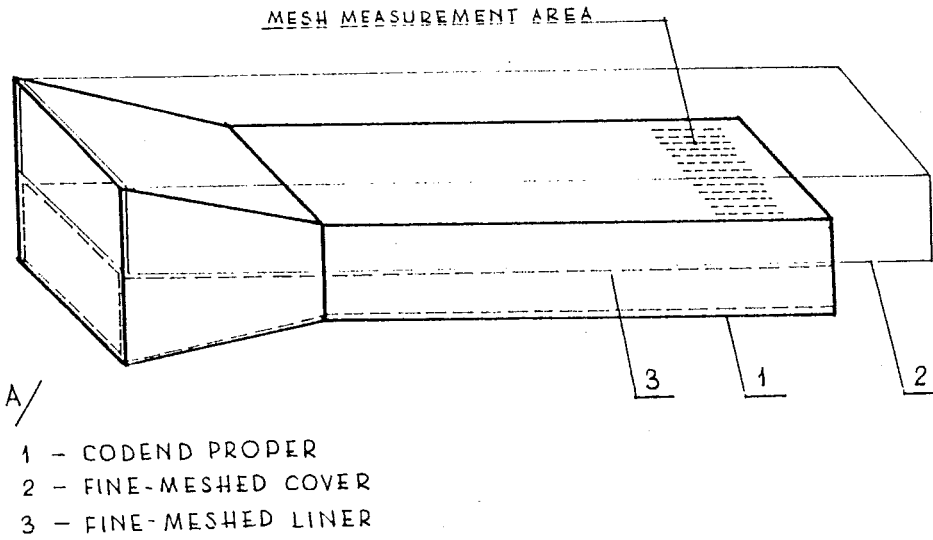 MESH MEASUREMENT AREA
3 1 2
A/
1 - CODEND PROPER
2 - FINE-MESHED COVER
3 - FINE-MESHED LINER